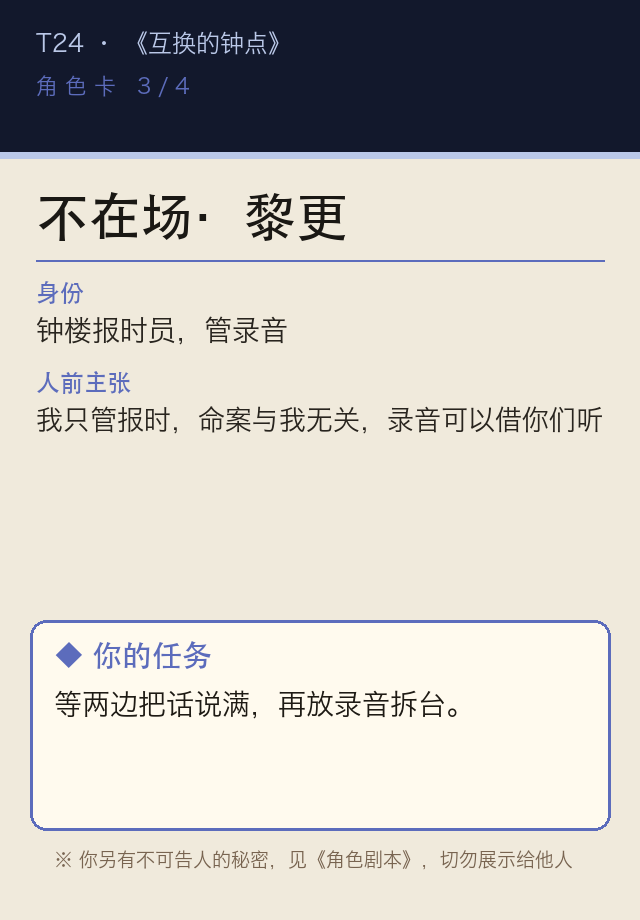 T24 · 《互换的钟点》
角色卡 3/4
不在场· 黎更
身份
钟楼报时员，管录音
人前主张
我只管报时，命案与我无关，录音可以借你们听
◆ 你的任务
等两边把话说满，再放录音拆台。
※ 你另有不可告人的秘密，见《角色剧本》，切勿展示给他人